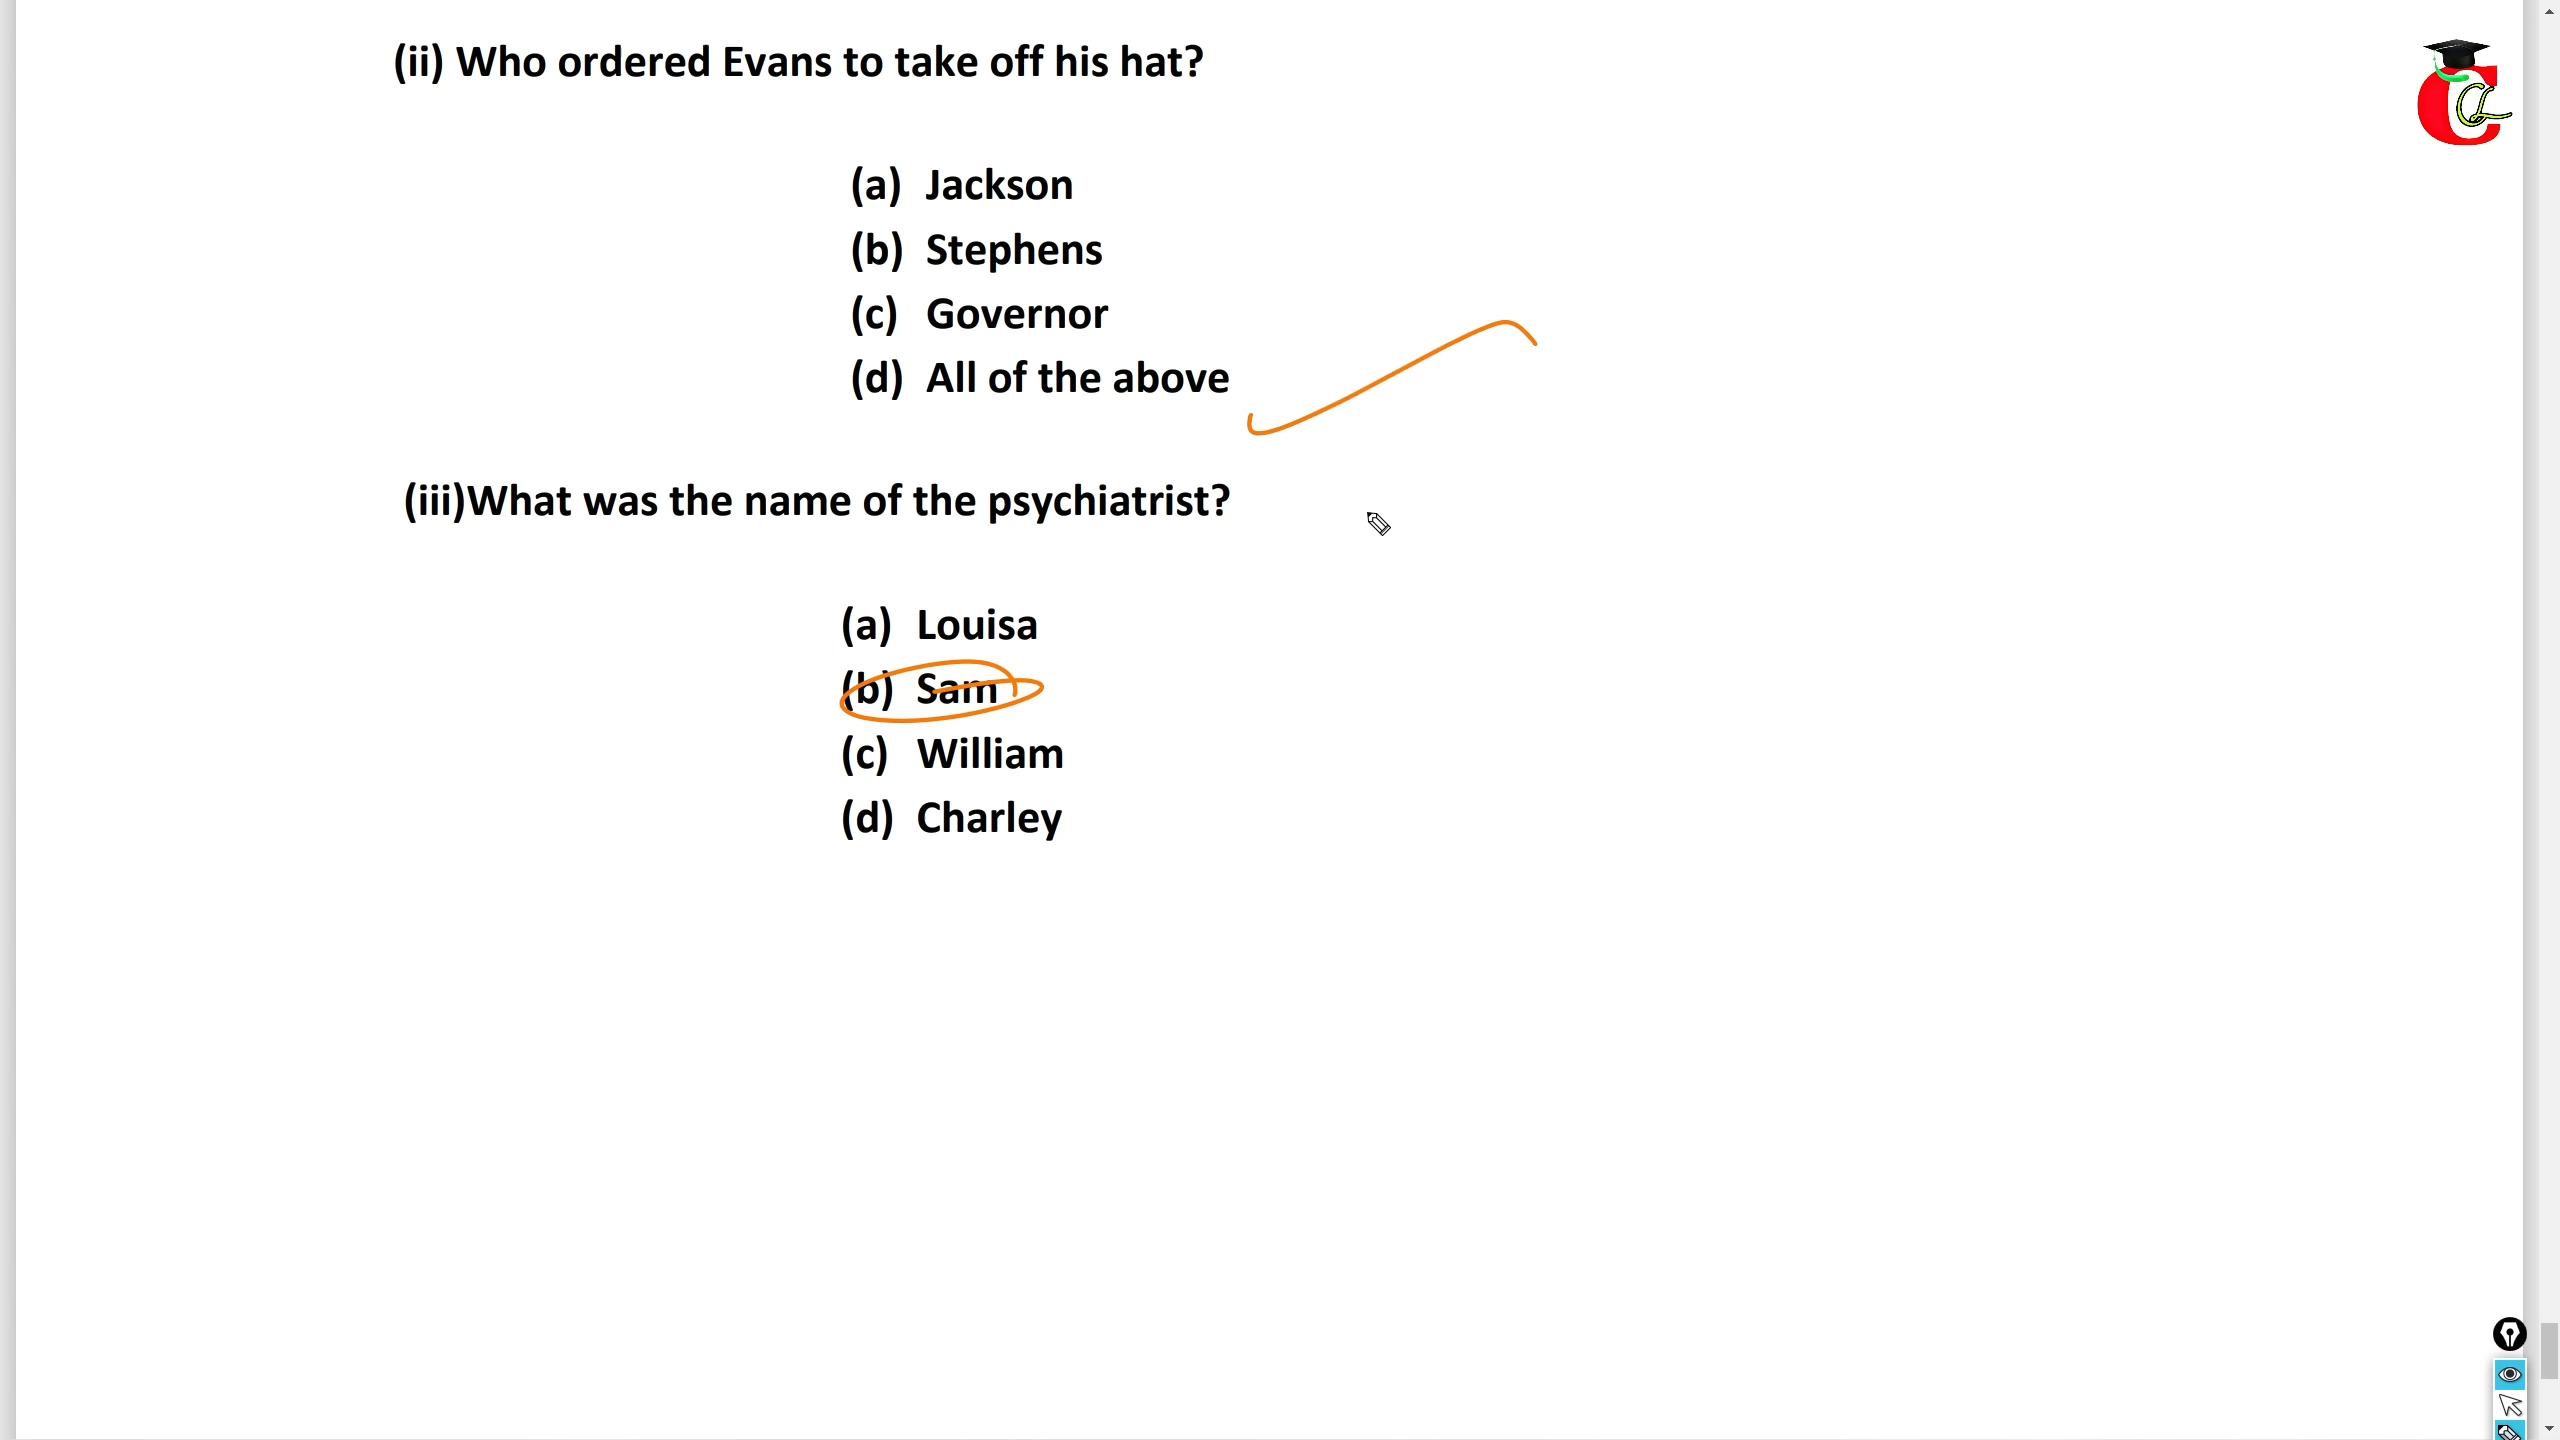 (ii) Who ordered Evans to take off his hat?
(a) Jackson
(b) Stephens
(c) Governor
(d) All of the above
(iii)What was the name of the psychiatrist?
(a) Louisa
(b) Sam
(c) William
(d) Charley